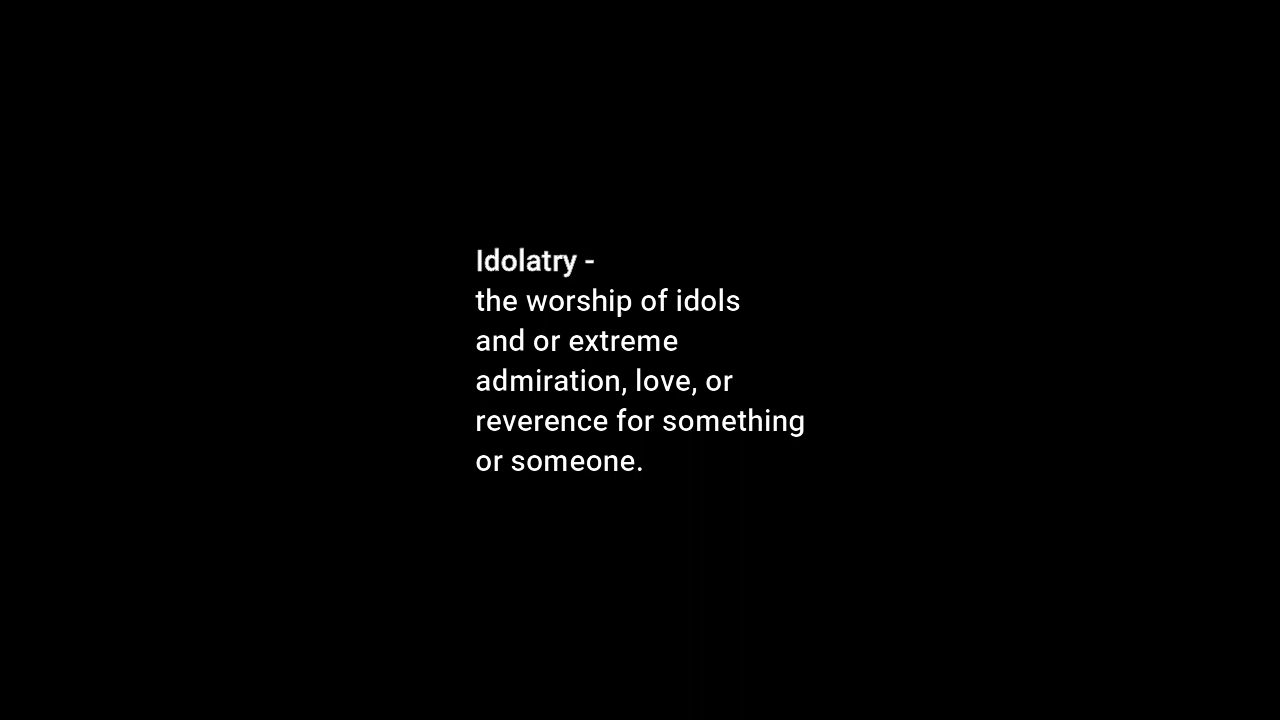 Idolatry -
the worship of idols
and or extreme
admiration, love, or
reverence for something
or someone.